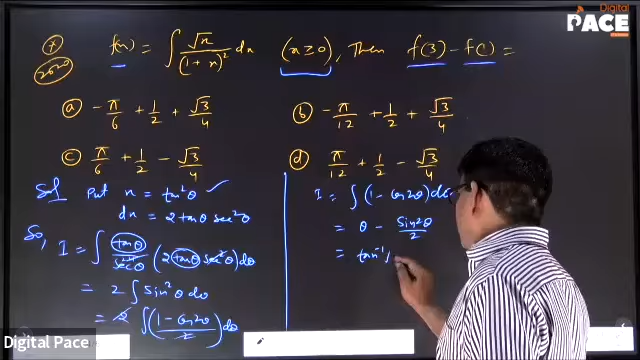 Digital
PACE
* f(x) = ∫ √x/(1+x)² dx (x≥0), Then f(3) - f(1) =
2020
ⓐ -π/6 + 1/2 + √3/4
ⓑ -π/12 + 1/2 + √3/4
ⓒ π/6 + 1/2 - √3/4
ⓓ π/12 + 1/2 - √3/4
Sol Put x = tan²θ ✓
dx = 2 tanθ sec²θ
So, I = ∫ tanθ/sec⁴θ (2 tanθ sec²θ) dθ
= 2 ∫ Sin²θ dθ
= 2 ∫ (1 - Cos2θ)/2 dθ
I = ∫ (1 - Cos2θ) dθ
= θ - Sin2θ/2
= tan⁻¹
Digital Pace